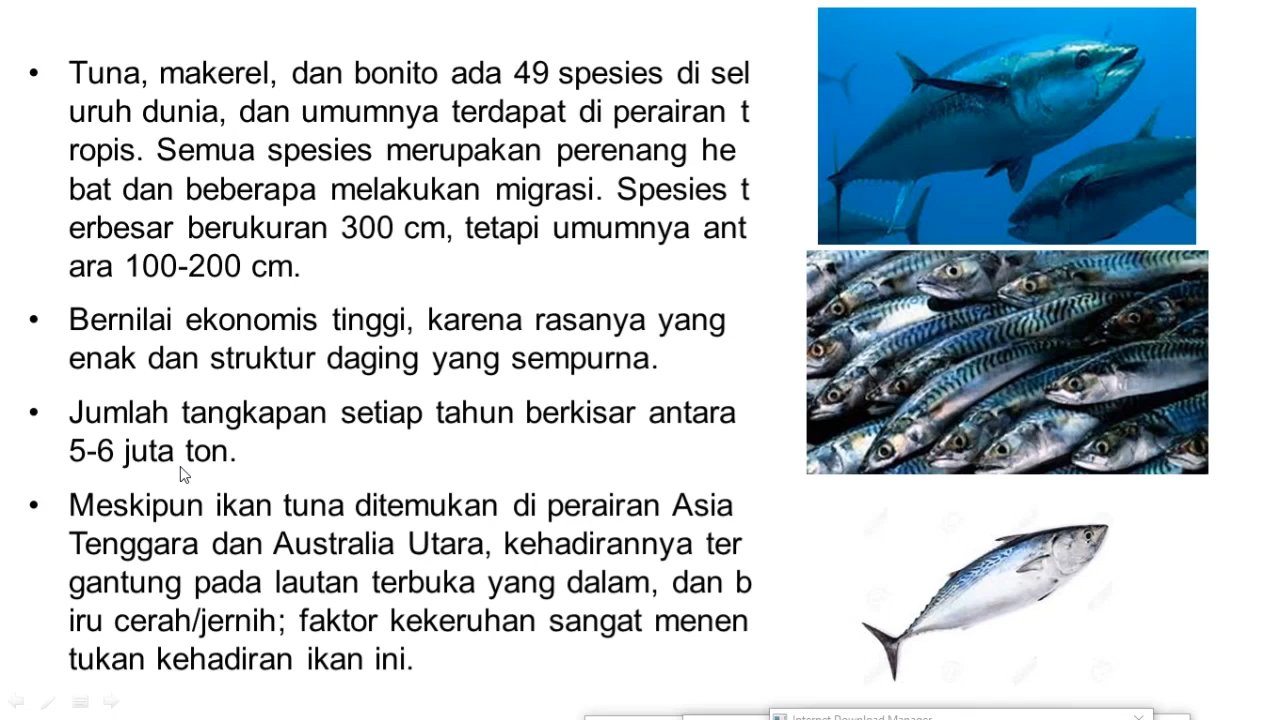 • Tuna, makerel, dan bonito ada 49 spesies di sel
uruh dunia, dan umumnya terdapat di perairan t
ropis. Semua spesies merupakan perenang he
bat dan beberapa melakukan migrasi. Spesies t
erbesar berukuran 300 cm, tetapi umumnya ant
ara 100-200 cm.
• Bernilai ekonomis tinggi, karena rasanya yang
enak dan struktur daging yang sempurna.
• Jumlah tangkapan setiap tahun berkisar antara
5-6 juta ton.
• Meskipun ikan tuna ditemukan di perairan Asia
Tenggara dan Australia Utara, kehadirannya ter
gantung pada lautan terbuka yang dalam, dan b
iru cerah/jernih; faktor kekeruhan sangat menen
tukan kehadiran ikan ini.
Internet Download Manager